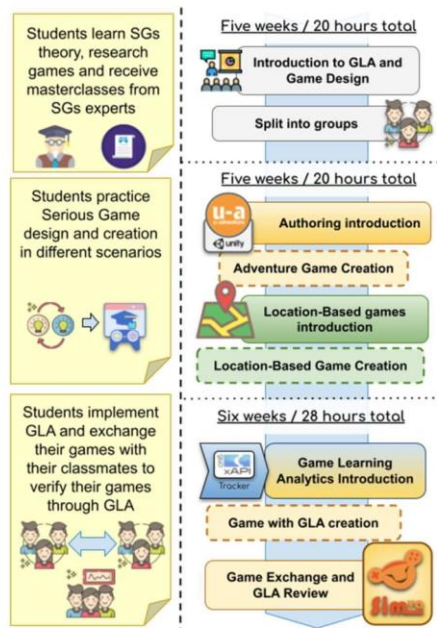 Students learn SGs
theory, research
games and receive
masterclasses from
SGs experts
Five weeks / 20 hours total
Introduction to GLA and
Game Design
Split into groups
Students practice
Serious Game
design and creation
in different scenarios
Five weeks / 20 hours total
u-a
unity
Authoring introduction
Adventure Game Creation
Location-Based games
introduction
Location-Based Game Creation
Students implement
GLA and exchange
their games with
their classmates to
verify their games
through GLA
Six weeks / 28 hours total
xAPI
Tracker
Game Learning
Analytics Introduction
Game with GLA creation
Game Exchange and
GLA Review